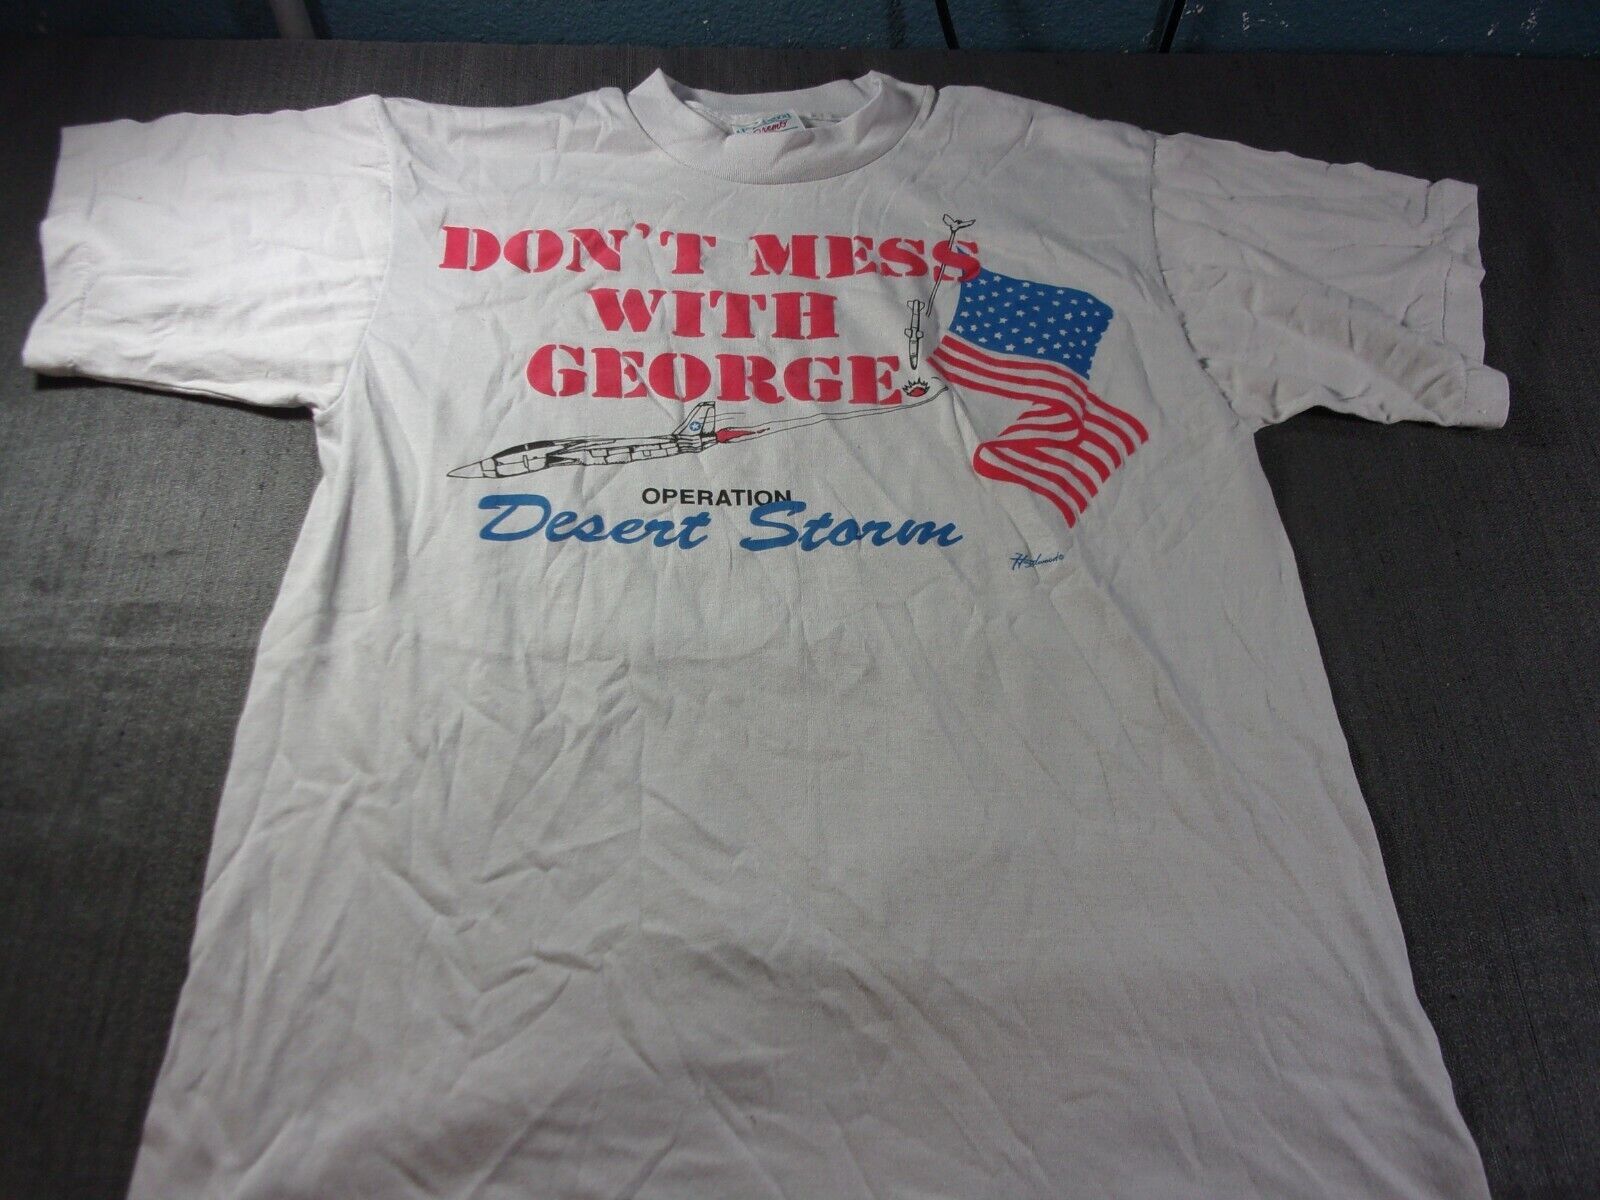 DON'T MESS
WITH
GEORGE
OPERATION
Desert Storm